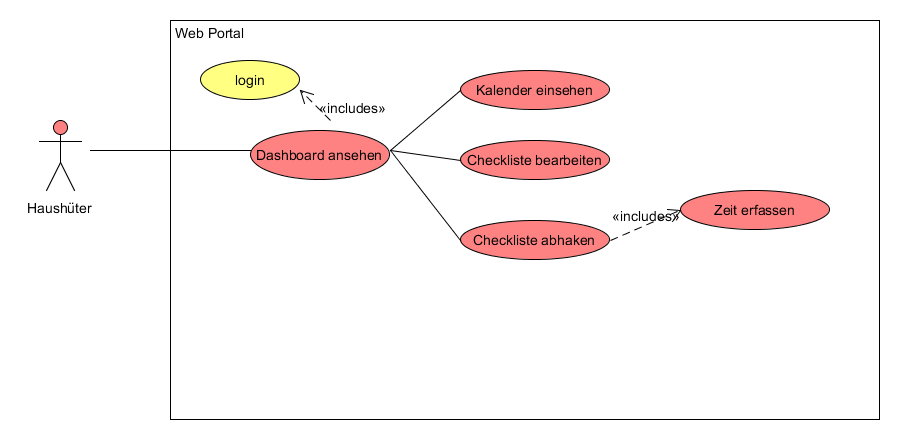 Web Portal
login
«includes»
Kalender einsehen
Dashboard ansehen
Checkliste bearbeiten
Haushüter
Checkliste abhaken
«includes»
Zeit erfassen